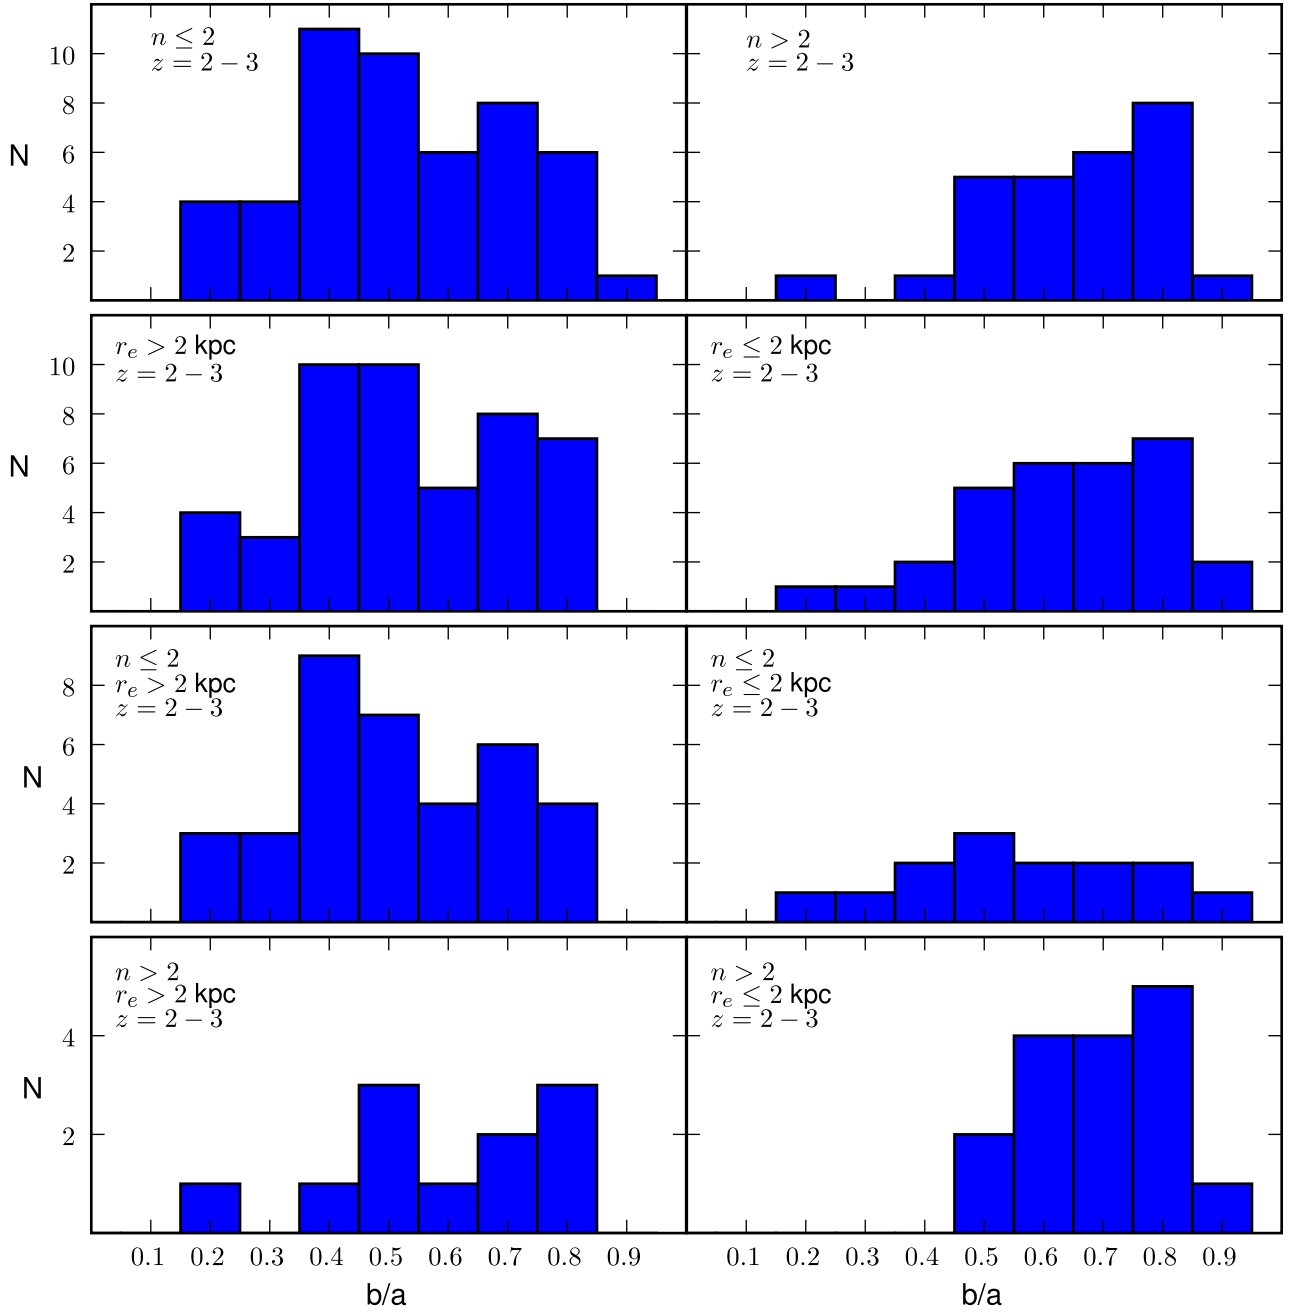 n ≤ 2
z = 2 − 3
n > 2
z = 2 − 3
10
8
6
4
2
N
r_e > 2 kpc
z = 2 − 3
r_e ≤ 2 kpc
z = 2 − 3
10
8
6
4
2
N
n ≤ 2
r_e > 2 kpc
z = 2 − 3
n ≤ 2
r_e ≤ 2 kpc
z = 2 − 3
8
6
4
2
N
n > 2
r_e > 2 kpc
z = 2 − 3
n > 2
r_e ≤ 2 kpc
z = 2 − 3
4
2
N
0.1 0.2 0.3 0.4 0.5 0.6 0.7 0.8 0.9
0.1 0.2 0.3 0.4 0.5 0.6 0.7 0.8 0.9
b/a
b/a